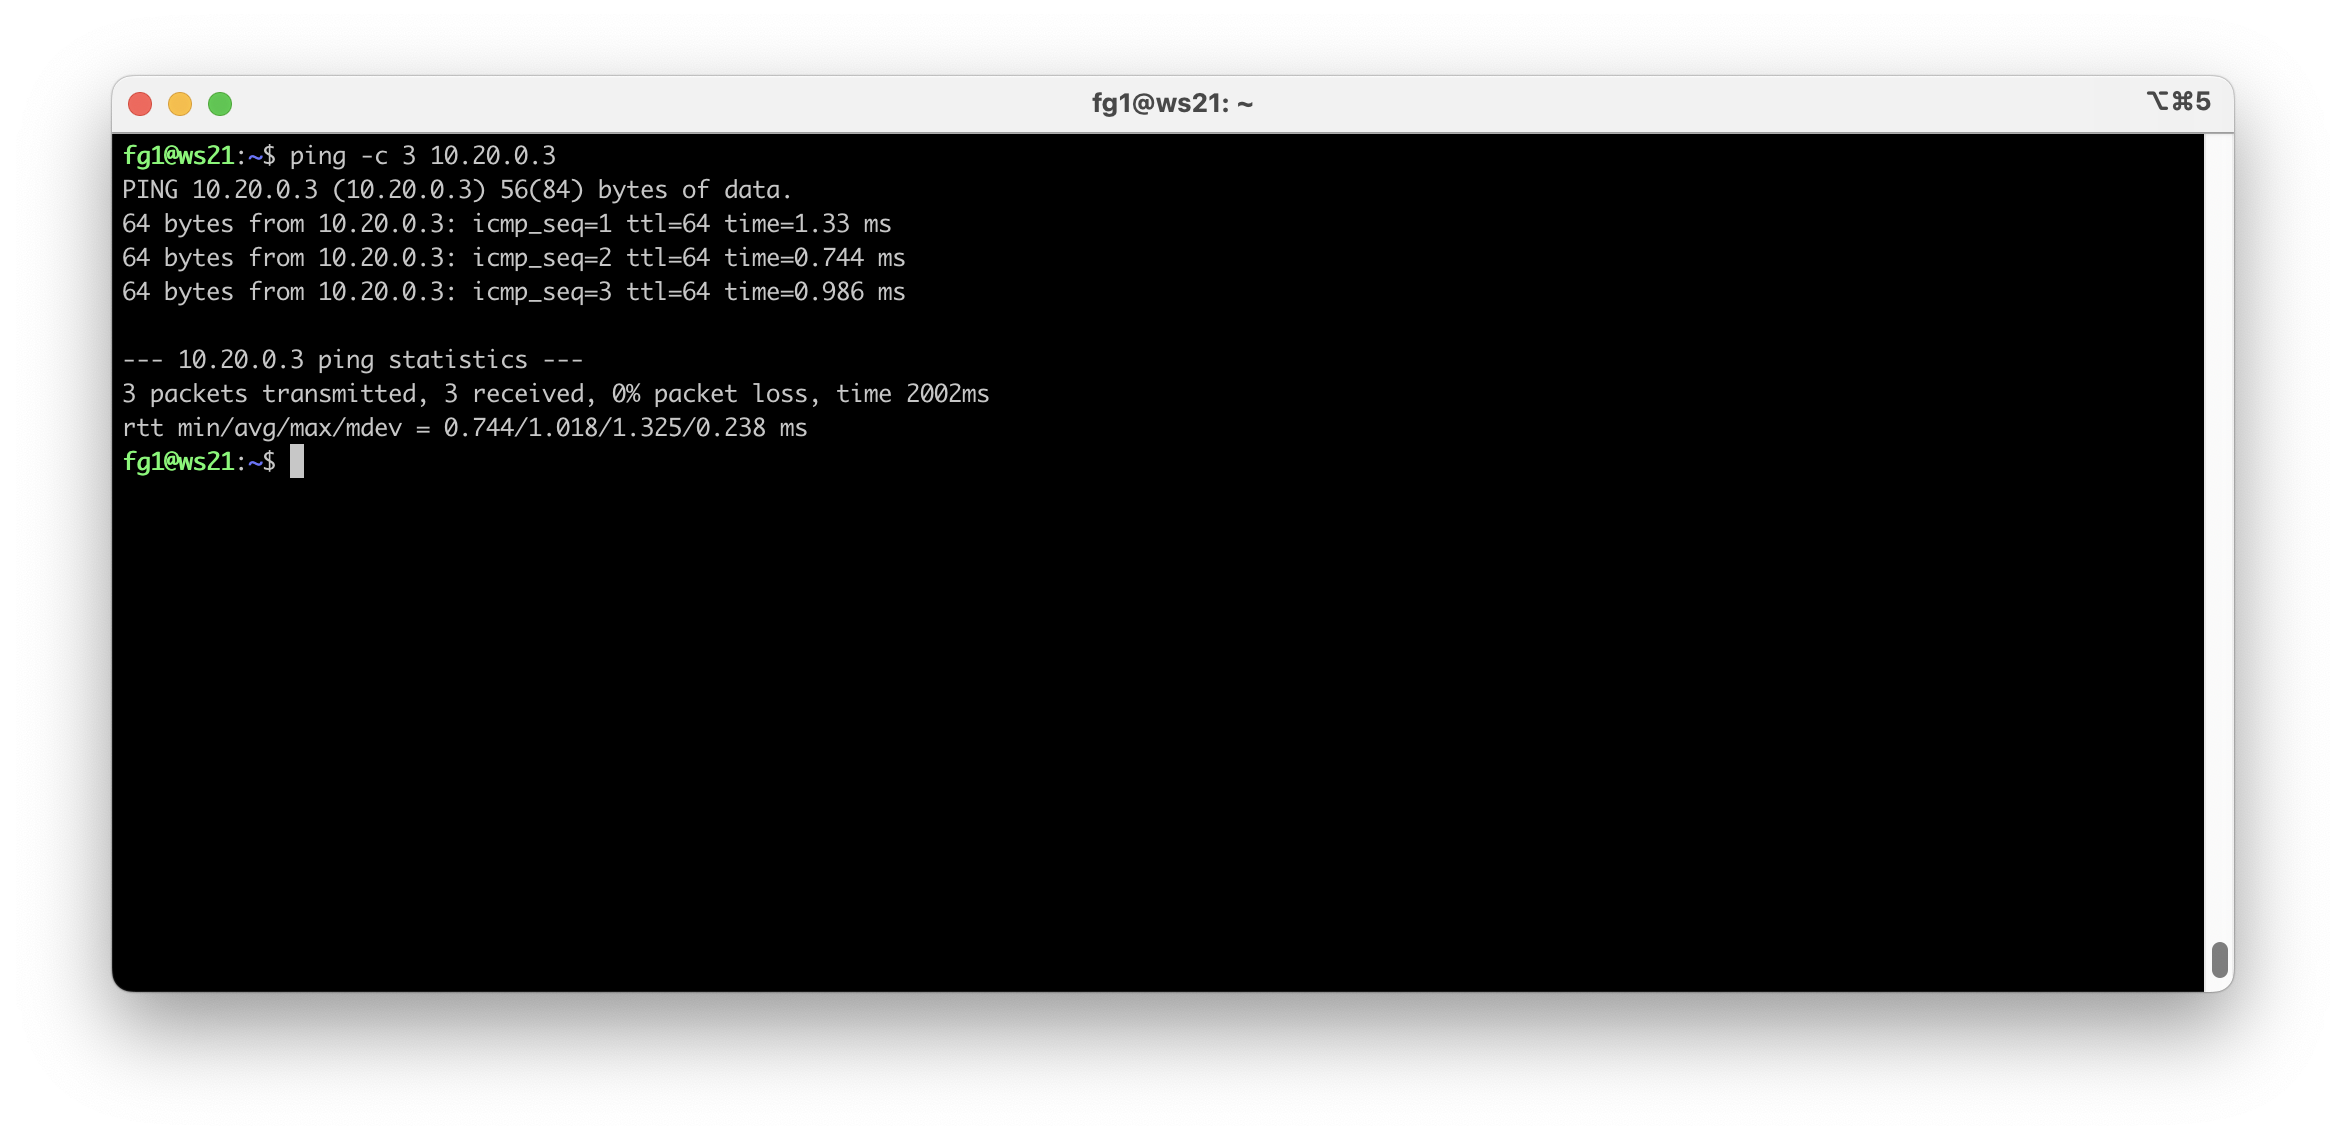 fg1@ws21: ~
⌥⌘5
fg1@ws21:~$ ping -c 3 10.20.0.3
PING 10.20.0.3 (10.20.0.3) 56(84) bytes of data.
64 bytes from 10.20.0.3: icmp_seq=1 ttl=64 time=1.33 ms
64 bytes from 10.20.0.3: icmp_seq=2 ttl=64 time=0.744 ms
64 bytes from 10.20.0.3: icmp_seq=3 ttl=64 time=0.986 ms
--- 10.20.0.3 ping statistics ---
3 packets transmitted, 3 received, 0% packet loss, time 2002ms
rtt min/avg/max/mdev = 0.744/1.018/1.325/0.238 ms
fg1@ws21:~$